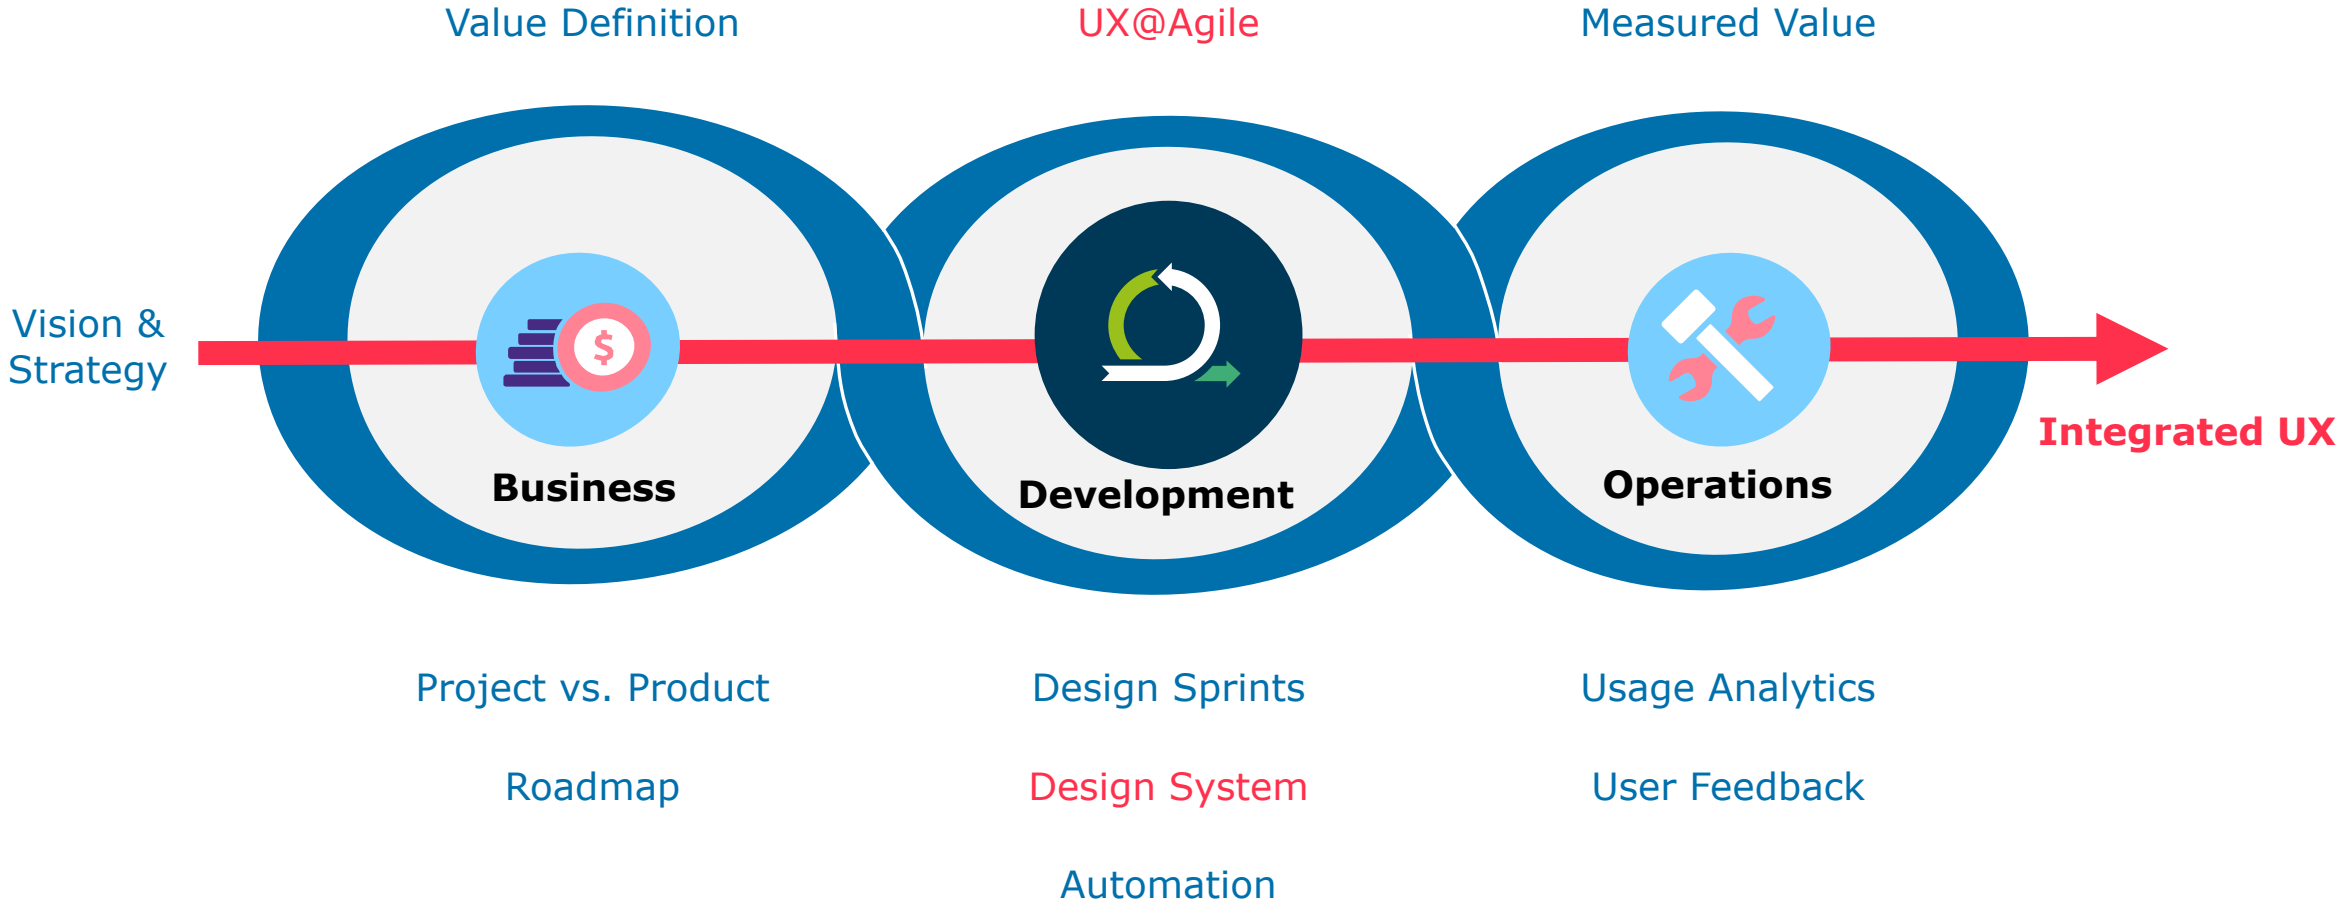 Value Definition
UX@Agile
Measured Value
Vision &
Strategy
$
Business
Development
Operations
Integrated UX
Project vs. Product
Design Sprints
Usage Analytics
Roadmap
Design System
User Feedback
Automation